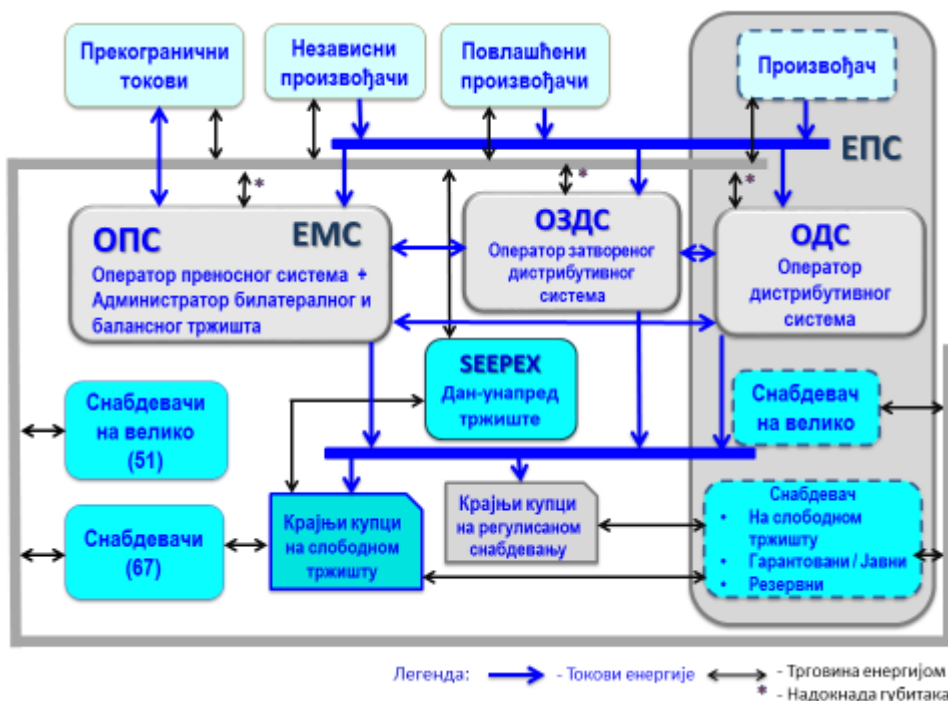 Прекогранични
токови
Независни
произвођачи
Повлашћени
произвођачи
Произвођач
ЕПС
*
*
*
ОПС
ЕМС
Оператор преносног система +
Администратор билатералног и
балансног тржишта
ОЗДС
Оператор затвореног
дистрибутивног
система
ОДС
Оператор
дистрибутивног
система
SEEPEX
Дан-унапред
тржиште
Снабдевачи
на велико
(51)
Снабдевач
на велико
Снабдевачи
(67)
Крајњи купци
на слободном
тржишту
Крајњи купци
на регулисаном
снабдевању
Снабдевач
• На слободном
тржишту
• Гарантовани / Јавни
• Резервни
Легенда:
- Токови енергије
- Трговина енергијом
* - Надокнада губитака